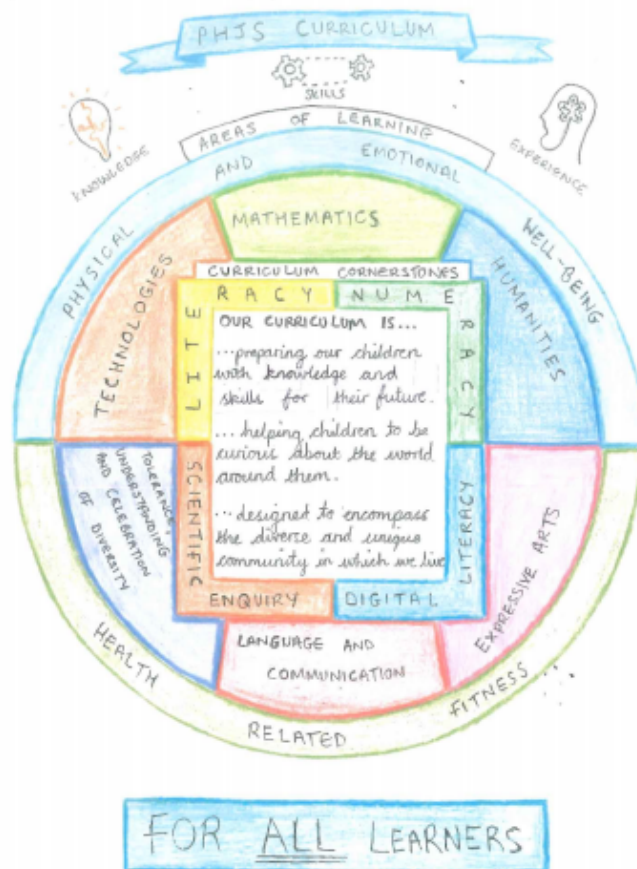 PHJS CURRICULUM
SKILLS
KNOWLEDGE
EXPERIENCE
AREAS OF LEARNING
PHYSICAL AND EMOTIONAL WELL-BEING
MATHEMATICS
TECHNOLOGIES
HUMANITIES
CURRICULUM CORNERSTONES
LITERACY
NUMERACY
OUR CURRICULUM IS...
...preparing our children
with knowledge and
skills for their future.
...helping children to be
curious about the world
around them.
...designed to encompass
the diverse and unique
community in which we live
SCIENTIFIC ENQUIRY
DIGITAL LITERACY
TOLERANCE
UNDERSTANDING
AND CELEBRATION
OF DIVERSITY
EXPRESSIVE ARTS
LANGUAGE AND
COMMUNICATION
HEALTH RELATED FITNESS
FOR ALL LEARNERS